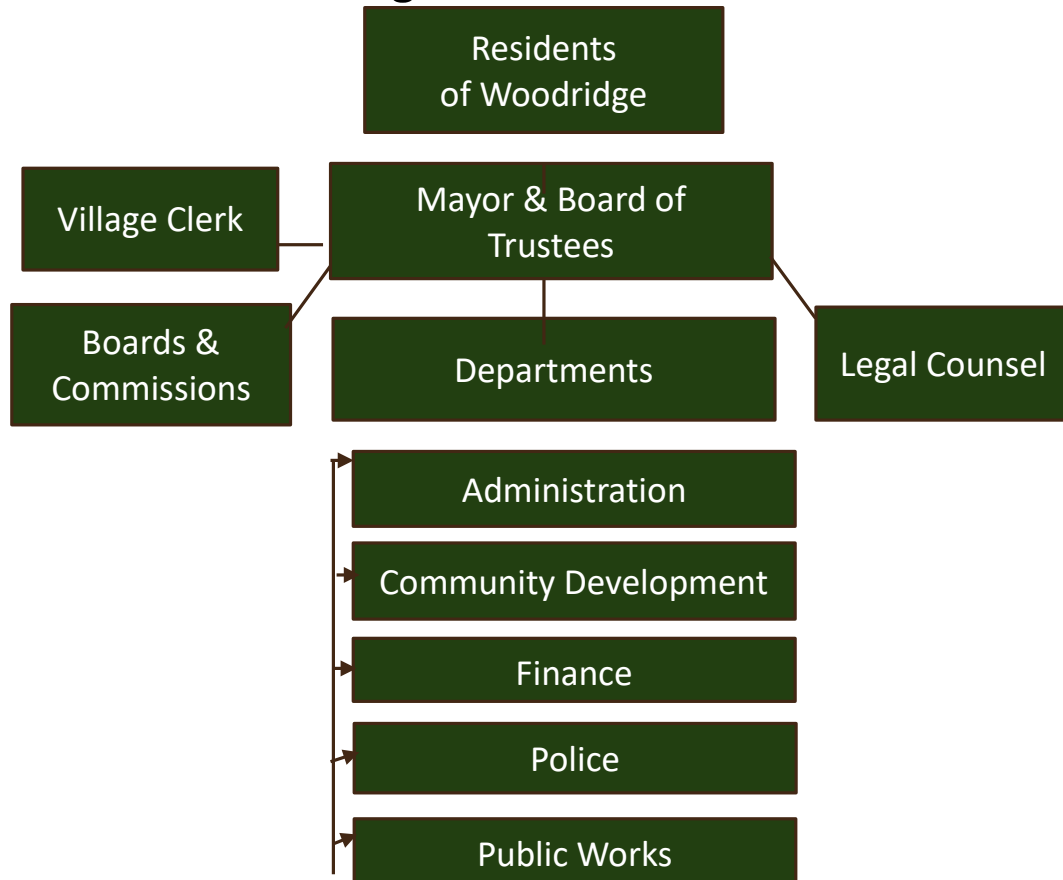 Residents
of Woodridge
Village Clerk
Mayor & Board of
Trustees
Boards &
Commissions
Departments
Legal Counsel
Administration
Community Development
Finance
Police
Public Works